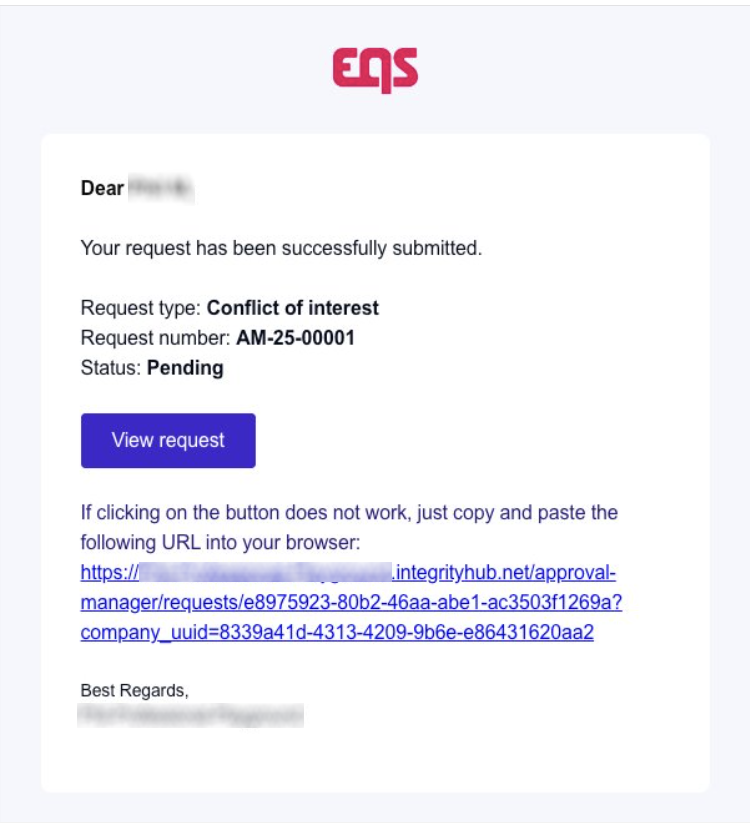 EQS
Dear
Your request has been successfully submitted.
Request type: Conflict of interest
Request number: AM-25-00001
Status: Pending
View request
If clicking on the button does not work, just copy and paste the
following URL into your browser:
https:// .integrityhub.net/approval-
manager/requests/e8975923-80b2-46aa-abe1-ac3503f1269a?
company_uuid=8339a41d-4313-4209-9b6e-e86431620aa2
Best Regards,